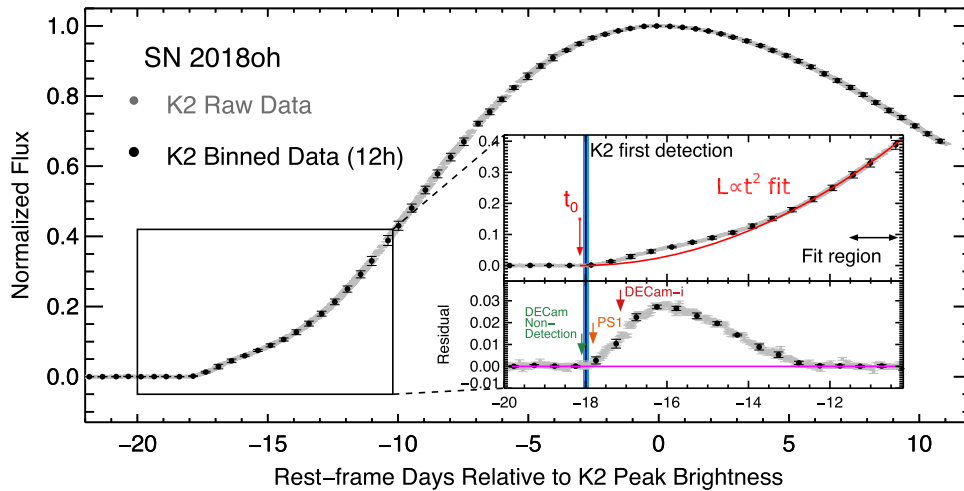 SN 2018oh
K2 Raw Data
K2 Binned Data (12h)
Normalized Flux
1.0
0.8
0.6
0.4
0.2
0.0
−20
−15
−10
−5
0
5
10
Rest−frame Days Relative to K2 Peak Brightness
K2 first detection
L∝t² fit
t₀
Fit region
0.4
0.3
0.2
0.1
0.0
DECam−i
DECam
Non−
Detection
PS1
Residual
0.03
0.02
0.01
0.00
−0.01
−20
−18
−16
−14
−12